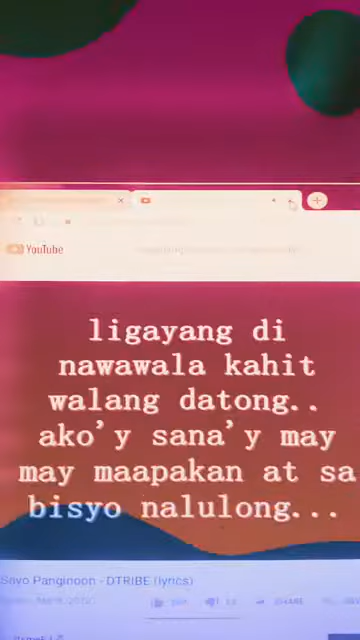 YouTube
ligayang di
nawawala kahit
walang datong..
ako'y sana'y may
may maapakan at sa
bisyo nalulong...
Sayo Panginoon - DTRIBE (lyrics)
SHARE